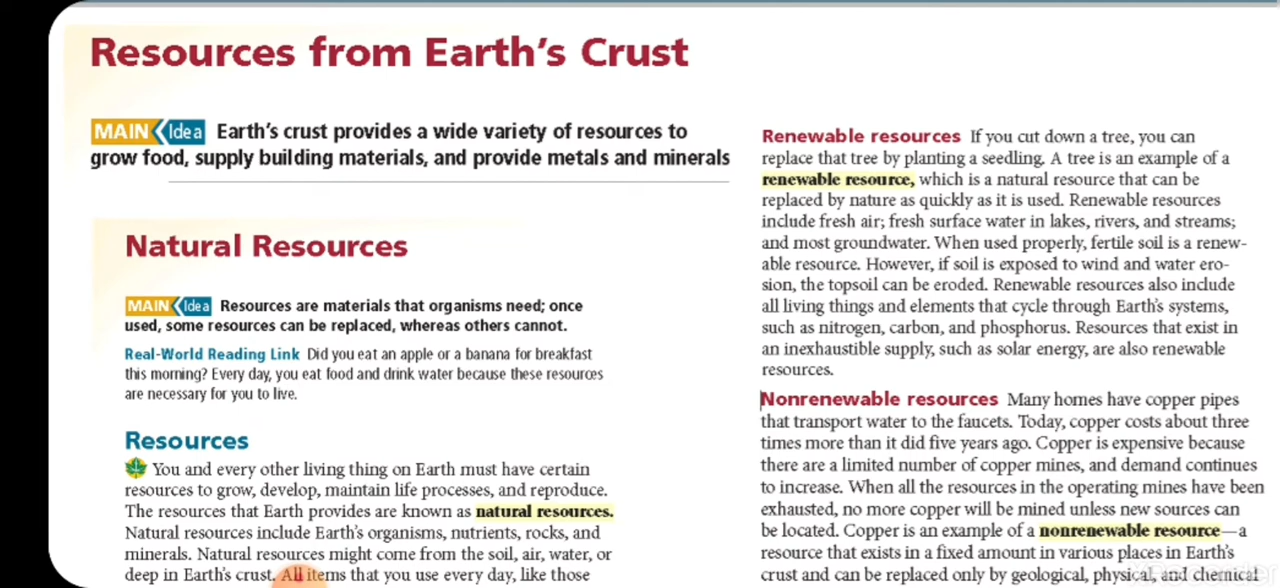 Resources from Earth's Crust
MAIN Idea Earth's crust provides a wide variety of resources to
grow food, supply building materials, and provide metals and minerals
Natural Resources
MAIN Idea Resources are materials that organisms need; once
used, some resources can be replaced, whereas others cannot.
Real-World Reading Link Did you eat an apple or a banana for breakfast
this morning? Every day, you eat food and drink water because these resources
are necessary for you to live.
Resources
You and every other living thing on Earth must have certain
resources to grow, develop, maintain life processes, and reproduce.
The resources that Earth provides are known as natural resources.
Natural resources include Earth's organisms, nutrients, rocks, and
minerals. Natural resources might come from the soil, air, water, or
deep in Earth's crust. All items that you use every day, like those
Renewable resources If you cut down a tree, you can
replace that tree by planting a seedling. A tree is an example of a
renewable resource, which is a natural resource that can be
replaced by nature as quickly as it is used. Renewable resources
include fresh air; fresh surface water in lakes, rivers, and streams;
and most groundwater. When used properly, fertile soil is a renew-
able resource. However, if soil is exposed to wind and water ero-
sion, the topsoil can be eroded. Renewable resources also include
all living things and elements that cycle through Earth's systems,
such as nitrogen, carbon, and phosphorus. Resources that exist in
an inexhaustible supply, such as solar energy, are also renewable
resources.
Nonrenewable resources Many homes have copper pipes
that transport water to the faucets. Today, copper costs about three
times more than it did five years ago. Copper is expensive because
there are a limited number of copper mines, and demand continues
to increase. When all the resources in the operating mines have been
exhausted, no more copper will be mined unless new sources can
be located. Copper is an example of a nonrenewable resource—a
resource that exists in a fixed amount in various places in Earth's
crust and can be replaced only by geological, physical, and chemical